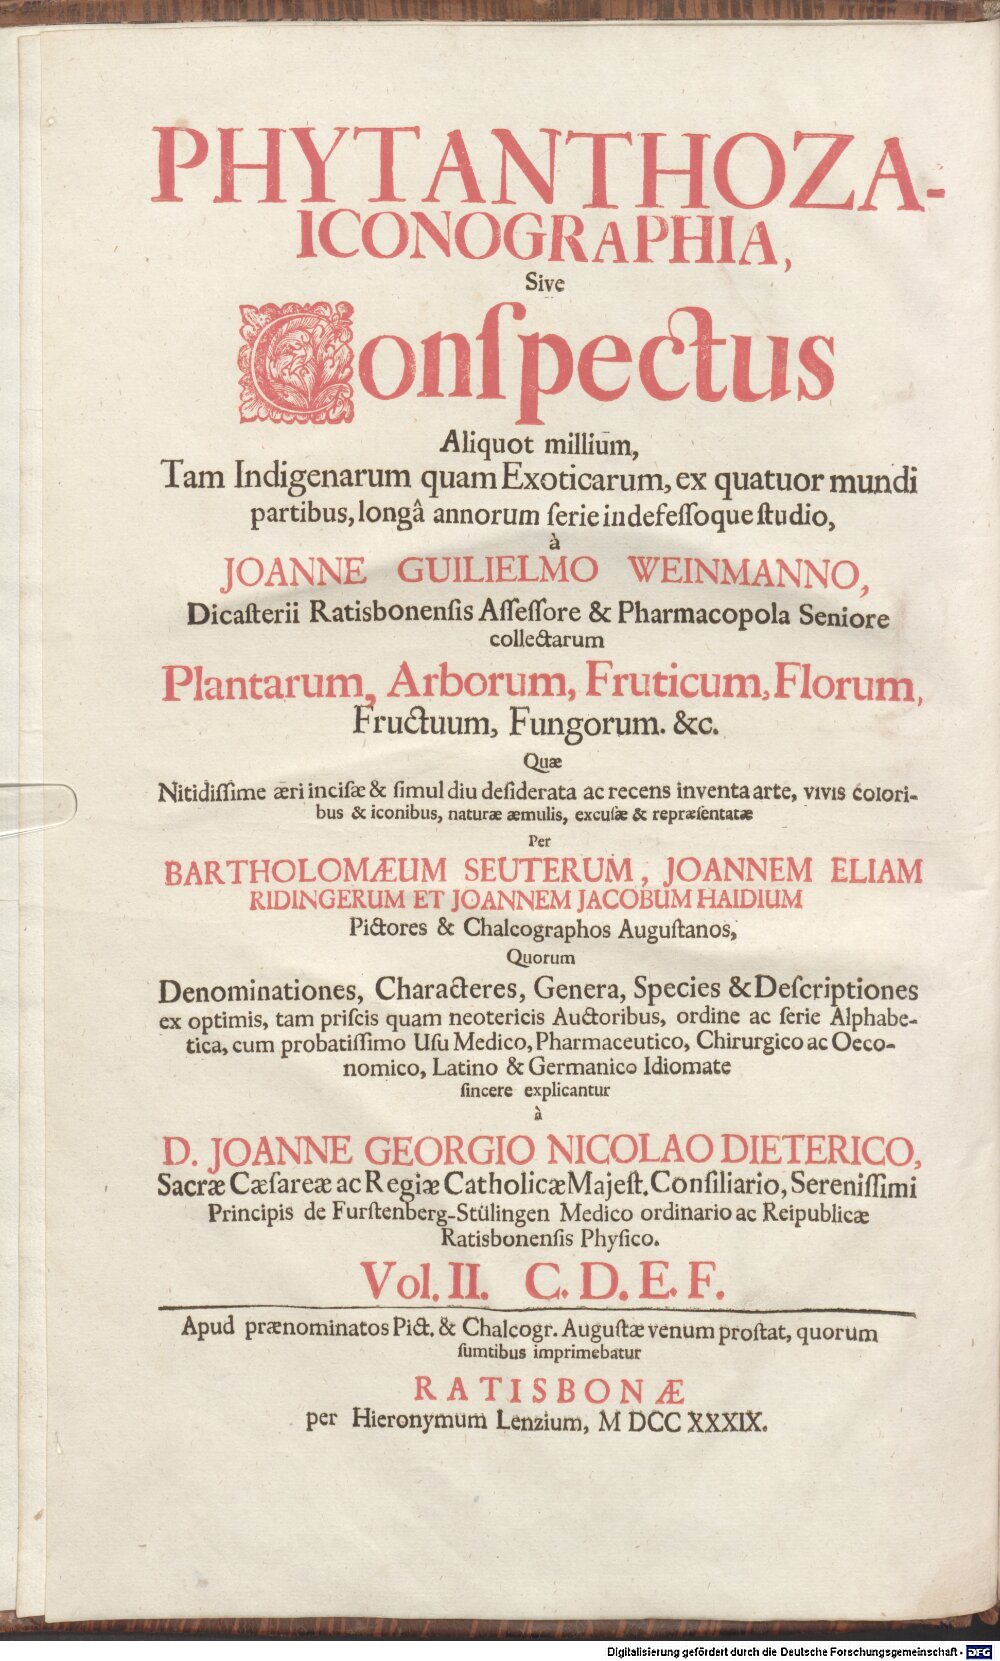 PHYTANTHOZA-
ICONOGRAPHIA,
Sive
Conſpectus
Aliquot millium,
Tam Indigenarum quam Exoticarum, ex quatuor mundi
partibus, longâ annorum ſerie indefeſſoque ſtudio,
à
JOANNE GUILIELMO WEINMANNO,
Dicaſterii Ratisbonenſis Aſſeſſore & Pharmacopola Seniore
collectarum
Plantarum, Arborum, Fruticum, Florum,
Fructuum, Fungorum. &c.
Quæ
Nitidiſſime æri inciſæ & ſimul diu deſiderata ac recens inventa arte, vivis colori-
bus & iconibus, naturæ æmulis, excuſæ & repræſentatæ
Per
BARTHOLOMÆUM SEUTERUM, JOANNEM ELIAM
RIDINGERUM ET JOANNEM JACOBUM HAIDIUM
Pictores & Chalcographos Auguſtanos,
Quorum
Denominationes, Characteres, Genera, Species & Deſcriptiones
ex optimis, tam priſcis quam neotericis Auctoribus, ordine ac ſerie Alphabe-
tica, cum probatiſſimo Uſu Medico, Pharmaceutico, Chirurgico ac Oeco-
nomico, Latino & Germanico Idiomate
ſincere explicantur
à
D. JOANNE GEORGIO NICOLAO DIETERICO,
Sacræ Cæſareæ ac Regiæ Catholicæ Majeſt. Conſiliario, Sereniſſimi
Principis de Furſtenberg-Stülingen Medico ordinario ac Reipublicæ
Ratisbonenſis Phyſico.
Vol. II. C. D. E. F.
Apud prænominatos Pict. & Chalcogr. Auguſtæ venum proſtat, quorum
ſumtibus imprimebatur
RATISBONÆ
per Hieronymum Lenzium, M DCC XXXIX.
Digitalisierung gefördert durch die Deutsche Forschungsgemeinschaft - DFG